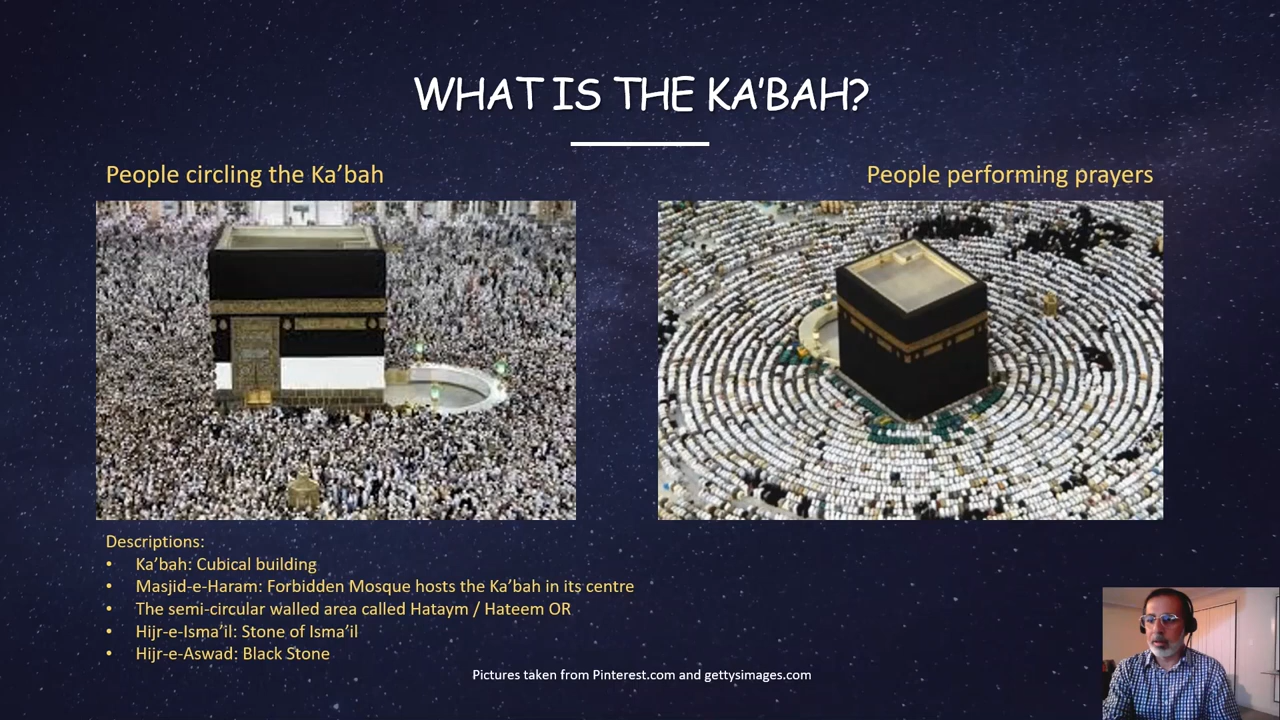 WHAT IS THE KA'BAH?
People circling the Ka'bah
People performing prayers
Descriptions:
• Ka'bah: Cubical building
• Masjid-e-Haram: Forbidden Mosque hosts the Ka'bah in its centre
• The semi-circular walled area called Hataym / Hateem OR
• Hijr-e-Isma'il: Stone of Isma'il
• Hijr-e-Aswad: Black Stone
Pictures taken from Pinterest.com and gettysimages.com